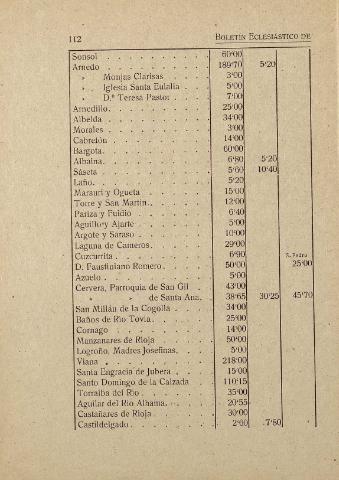 112 BOLETÍN ECLESIÁSTICO DE
Sonsol . . . . . . . . . 60'00
Arnedo . . . . . . . . . 189'70 5'20
» Monjas Clarisas . . . . 3'00
» Iglesia Santa Eulalia . . 5'00
» D.ª Teresa Pastor . . . 7'00
Arnedillo . . . . . . . . 25'00
Albelda . . . . . . . . . 34'00
Morales . . . . . . . . . 3'00
Cabretón . . . . . . . . 14'00
Bargota . . . . . . . . . 60'00
Albaina . . . . . . . . . 6'80 5'20
Sáseta . . . . . . . . . 5'60 10'40
Laño . . . . . . . . . . 5'20
Marauri y Ogueta . . . . . 15'00
Torre y San Martín . . . . 12'00
Pariza y Fuidio . . . . . 6'40
Aguillo y Ajarte . . . . . 5'00
Argote y Saraso . . . . . 10'00
Laguna de Cameros . . . . 29'00
Cuzcurrita . . . . . . . 6'90
D. Faustiniano Romero . . . 50'00 25'00
Azuelo . . . . . . . . . 5'00
Cervera, Parroquia de San Gil . 43'00
» » de Santa Ana . 38'65 30'25 45'70
San Millán de la Cogolla . . 34'00
Baños de Río Tovía . . . . 25'00
Cornago . . . . . . . . 14'00
Manzanares de Rioja . . . 50'00
Logroño, Madres Josefinas . . 5'00
Viana . . . . . . . . . 218'00
Santa Engracia de Jubera . . 15'00
Santo Domingo de la Calzada . 110'15
Torralba del Río . . . . . 35'00
Aguilar del Río Alhama . . . 20'55
Castañares de Rioja . . . . 30'00
Castildelgado . . . . . . 2'60 7'80